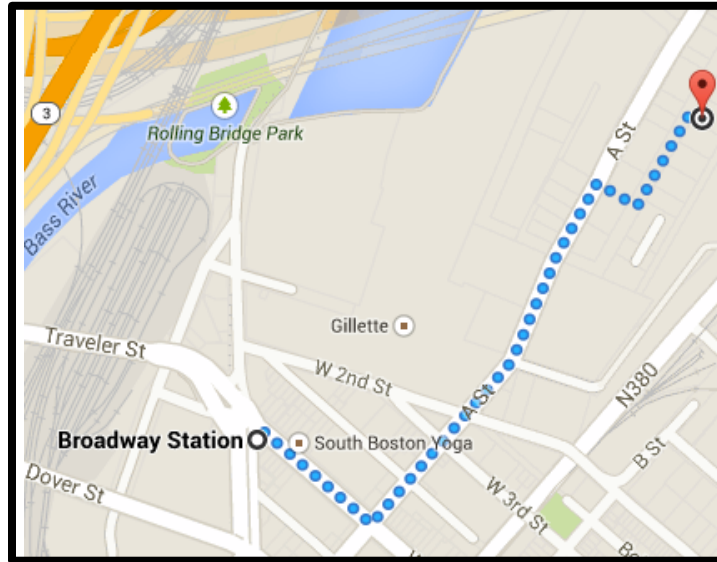 3
Rolling Bridge Park
Bass River
A St
Gillette
Traveler St
W 2nd St
N380
A St
Broadway Station
South Boston Yoga
B St
Dover St
W 3rd St